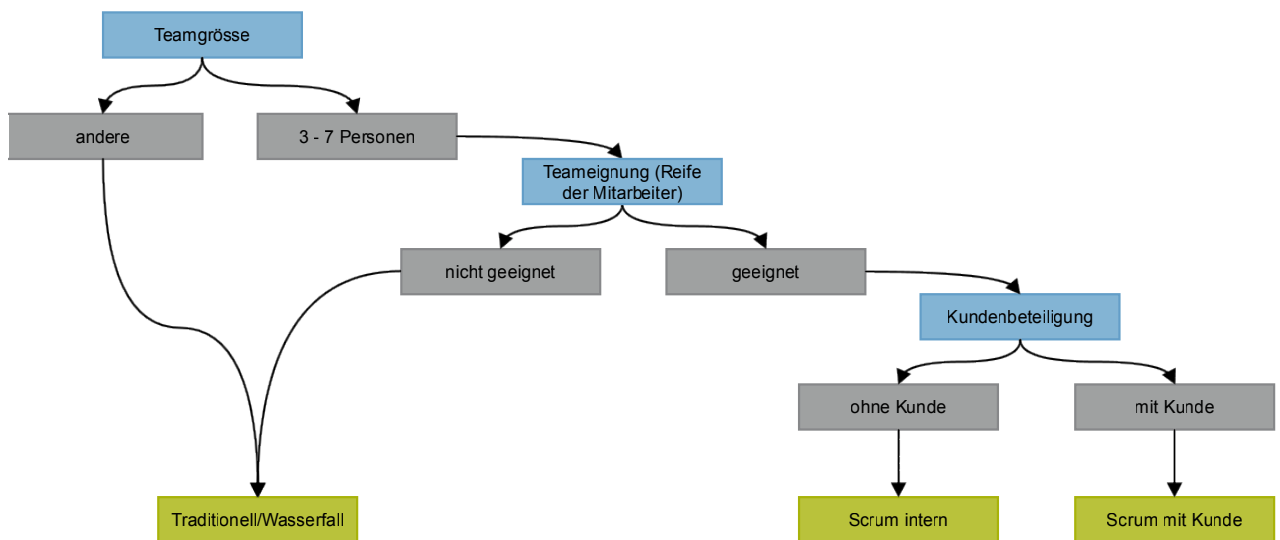 Teamgrösse
andere
3 - 7 Personen
Teameignung (Reife
der Mitarbeiter)
nicht geeignet
geeignet
Kundenbeteiligung
ohne Kunde
mit Kunde
Traditionell/Wasserfall
Scrum intern
Scrum mit Kunde